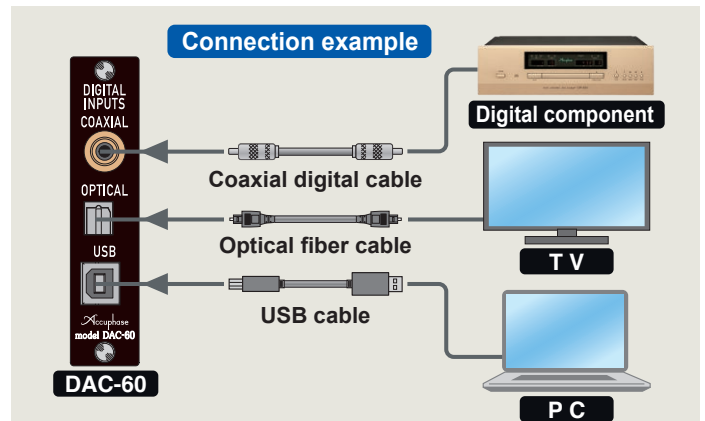 Connection example
DIGITAL
INPUTS
COAXIAL
OPTICAL
USB
Accuphase
model DAC-60
DAC-60
Coaxial digital cable
Optical fiber cable
USB cable
Digital component
T V
P C